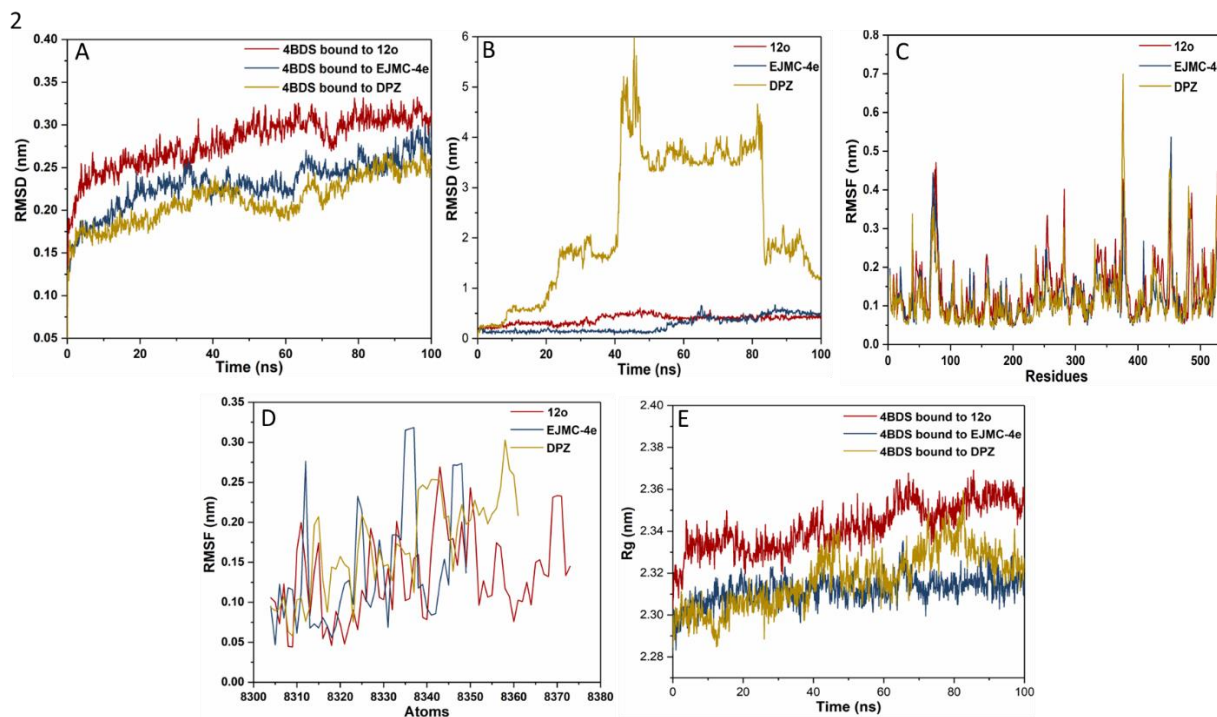 2
A
RMSD (nm)
0.40
0.35
0.30
0.25
0.20
0.15
0.10
0.05
4BDS bound to 12o
4BDS bound to EJMC-4e
4BDS bound to DPZ
0 20 40 60 80 100
Time (ns)
B
RMSD (nm)
6
5
4
3
2
1
0
12o
EJMC-4e
DPZ
0 20 40 60 80 100
Time (ns)
C
RMSF (nm)
0.8
0.7
0.6
0.5
0.4
0.3
0.2
0.1
0.0
12o
EJMC-4
DPZ
0 100 200 300 400 500
Residues
D
RMSF (nm)
0.35
0.30
0.25
0.20
0.15
0.10
0.05
0.00
12o
EJMC-4e
DPZ
8300 8310 8320 8330 8340 8350 8360 8370 8380
Atoms
E
Rg (nm)
2.40
2.38
2.36
2.34
2.32
2.30
2.28
4BDS bound to 12o
4BDS bound to EJMC-4e
4BDS bound to DPZ
0 20 40 60 80 100
Time (ns)